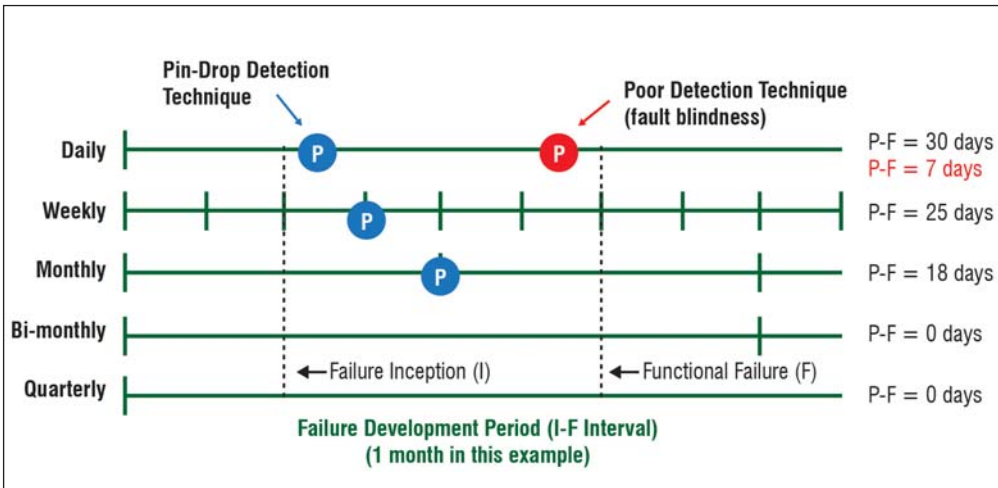 Pin-Drop Detection
Technique
Poor Detection Technique
(fault blindness)
Daily
P
P
P-F = 30 days
P-F = 7 days
Weekly
P
P-F = 25 days
Monthly
P
P-F = 18 days
Bi-monthly
P-F = 0 days
Failure Inception (I)
Functional Failure (F)
Quarterly
P-F = 0 days
Failure Development Period (I-F Interval)
(1 month in this example)